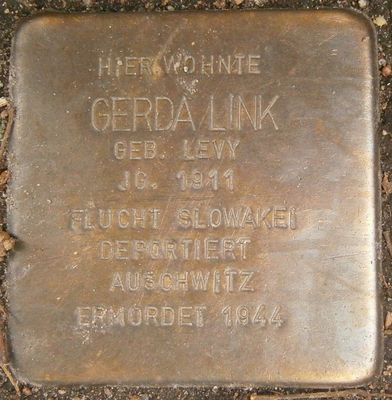 HIER WOHNTE
GERDA LINK
GEB. LEVY
JG. 1911
FLUCHT SLOWAKEI
DEPORTIERT
AUSCHWITZ
ERMORDET 1944